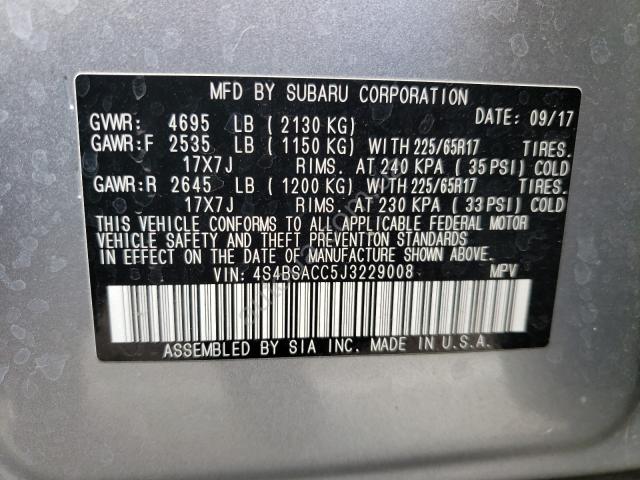 MFD BY SUBARU CORPORATION
DATE: 09/17
GVWR: 4695 LB ( 2130 KG)
GAWR:F 2535 LB ( 1150 KG) WITH 225/65R17 TIRES.
17X7J RIMS. AT 240 KPA ( 35 PSI) COLD
GAWR:R 2645 LB ( 1200 KG) WITH 225/65R17 TIRES.
17X7J RIMS. AT 230 KPA ( 33 PSI) COLD
THIS VEHICLE CONFORMS TO ALL APPLICABLE FEDERAL MOTOR
VEHICLE SAFETY AND THEFT PREVENTION STANDARDS
IN EFFECT ON THE DATE OF MANUFACTURE SHOWN ABOVE.
VIN: 4S4BSACC5J3229008 MPV
ASSEMBLED BY SIA INC. MADE IN U.S.A.